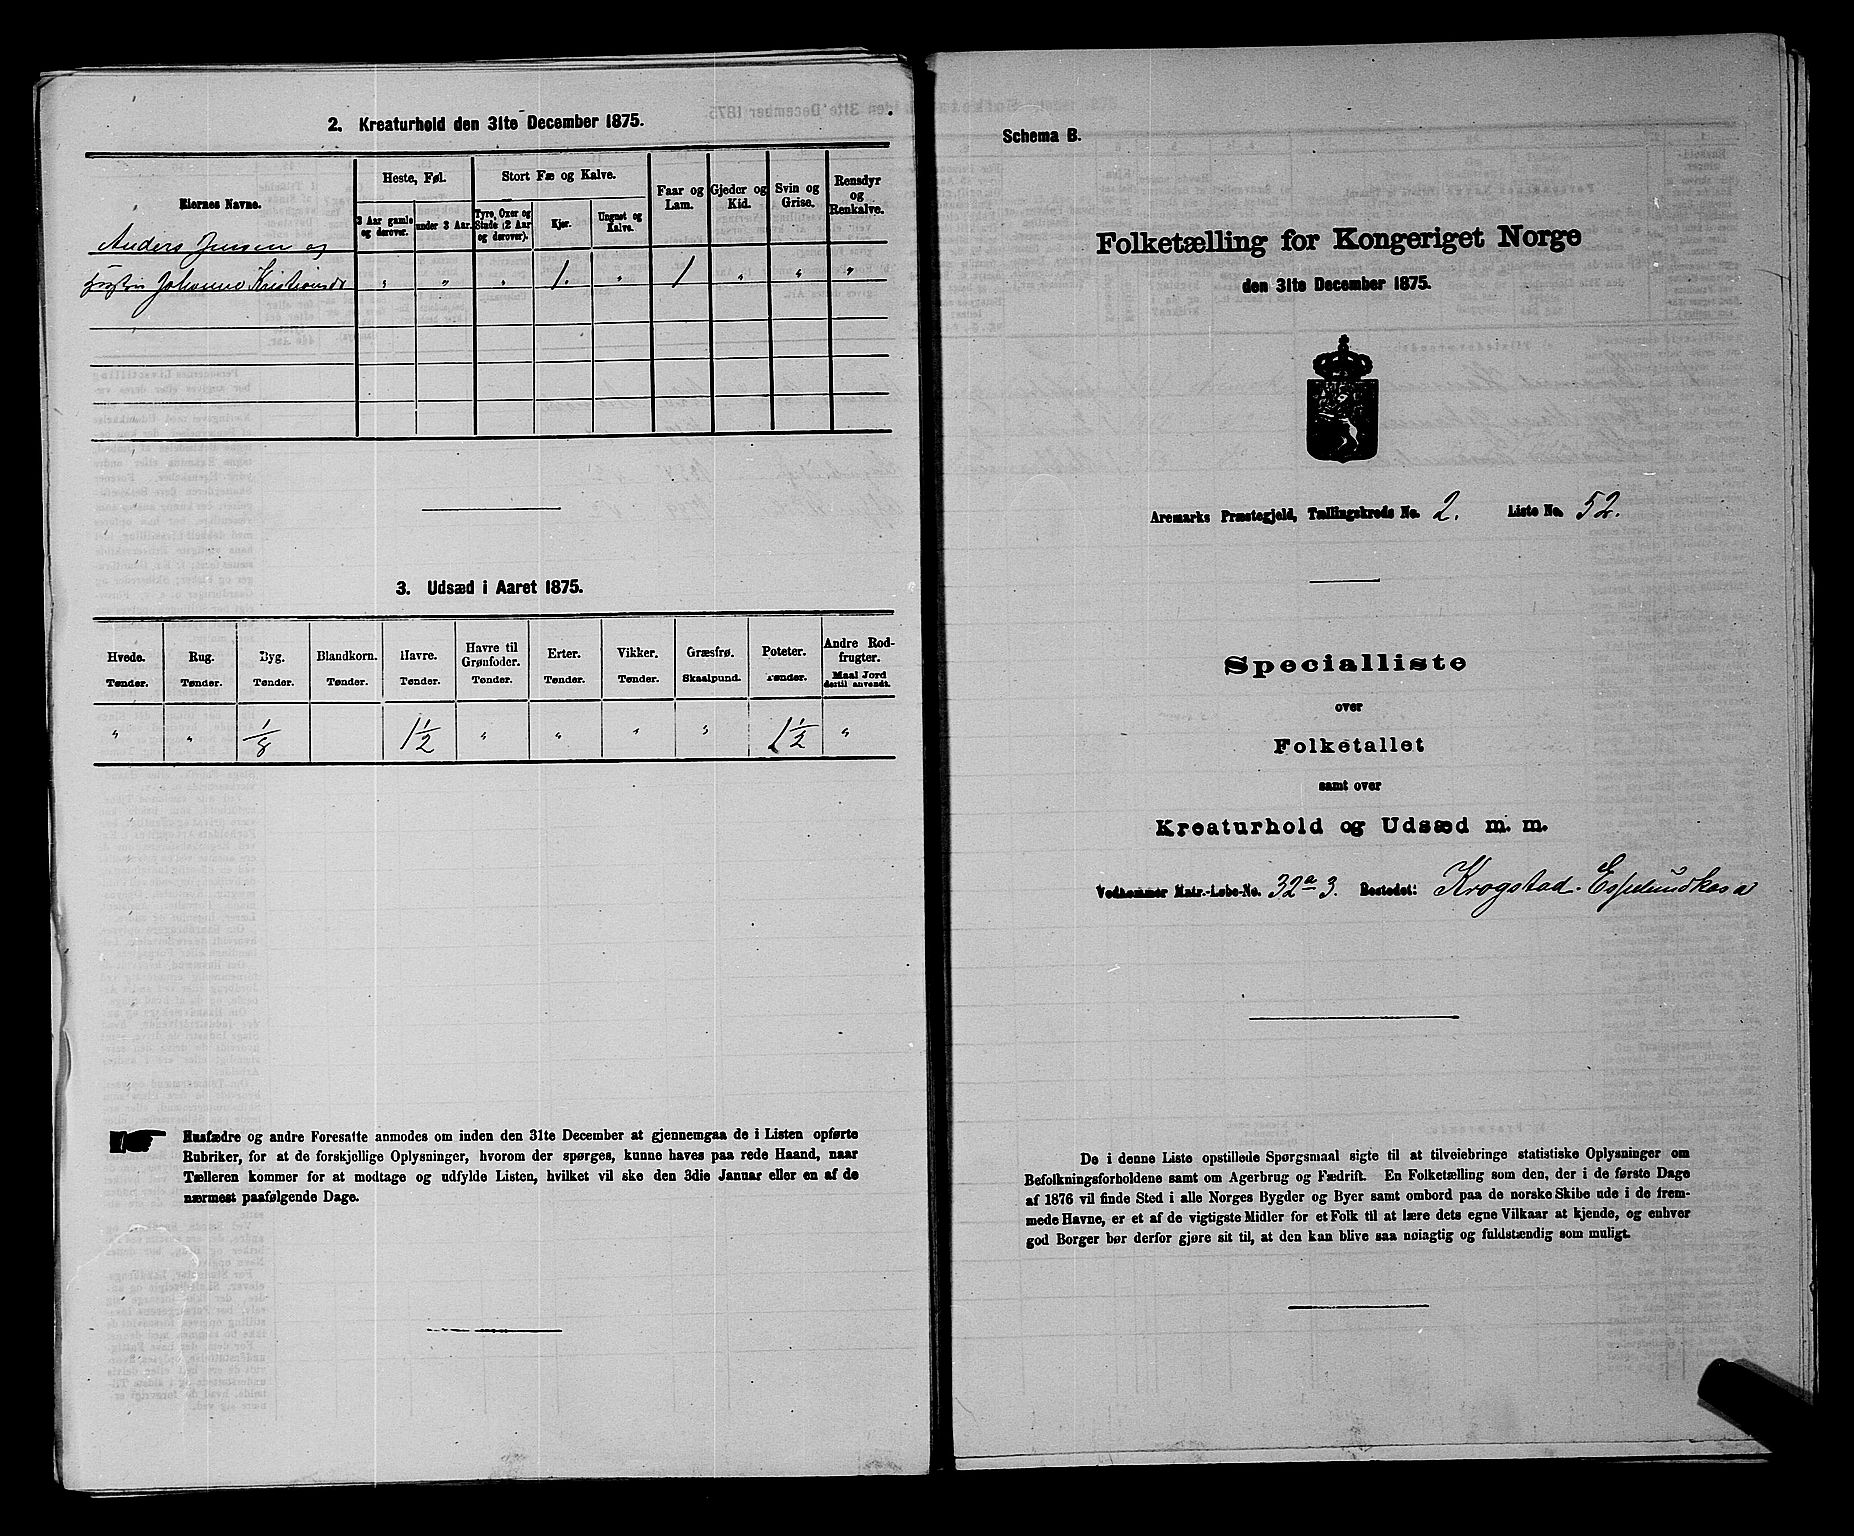 2. Kreaturhold den 31te December 1875.
Eiernes Navne.
Heste, Føl.
Stort Fæ og Kalve.
Faar og Lam.
Gjeder og Kid.
Svin og Grise.
Rensdyr og Renkalve.
3 Aar gamle og derover.
under 3 Aar.
Tyre, Oxer og Stude (2 Aar og derover).
Kjør.
Ungnøt og Kalve.
Anders Jensen og
Johanne Kristiansdr " " " 1. " 1 " " "
3. Udsæd i Aaret 1875.
Hvede. Rug. Byg. Blandkorn. Havre. Havre til Grønfoder. Erter. Vikker. Græsfrø. Poteter. Andre Rodfrugter.
Tønder. Tønder. Tønder. Tønder. Tønder. Tønder. Tønder. Tønder. Skaalpund. Tønder. Maal Jord dertil anvendt.
" " 1/8 1 1/2 " " " " 1 1/2 "
Husfædre og andre Foresatte anmodes om inden den 31te December at gjennemgaa de i Listen opførte
Rubriker, for at de forskjellige Oplysninger, hvorom der spørges, kunne haves paa rede Haand, naar
Tælleren kommer for at modtage og udfylde Listen, hvilket vil ske den 3die Januar eller en af de
nærmest paafølgende Dage.
Schema B.
Folketælling for Kongeriget Norge
den 31te December 1875.
Aremarks Præstegjeld, Tællingskreds No. 2. Liste No. 52.
Specialliste
over
Folketallet
samt over
Kreaturhold og Udsæd m. m.
Vedkommer Matr.-Løbe-No. 32a 3. Bostedet: Krogstad. Espelundkasa
De i denne Liste opstillede Spørgsmaal sigte til at tilveiebringe statistiske Oplysninger om
Befolkningsforholdene samt om Agerbrug og Fædrift. En Folketælling som den, der i de første Dage
af 1876 vil finde Sted i alle Norges Bygder og Byer samt ombord paa de norske Skibe ude i de frem-
mede Havne, er et af de vigtigste Midler for et Folk til at lære dets egne Vilkaar at kjende, og enhver
god Borger bør derfor gjøre sit til, at den kan blive saa nøiagtig og fuldstændig som muligt.